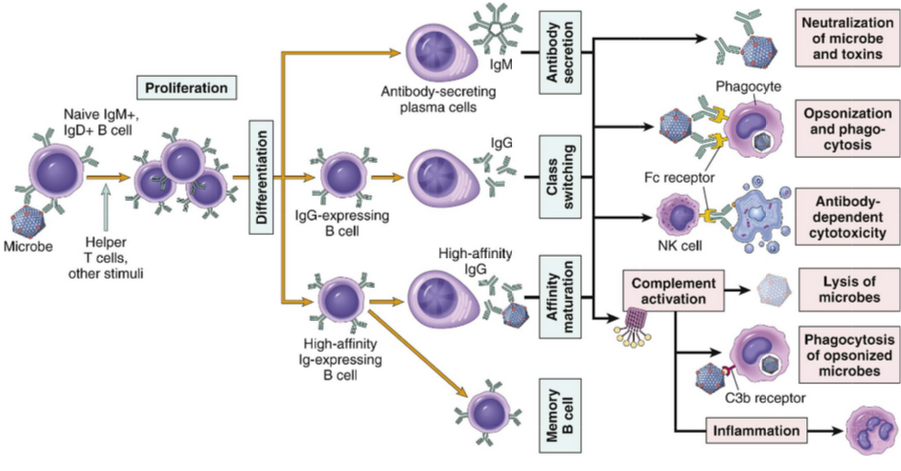 Proliferation
Naive IgM+,
IgD+ B cell
Microbe
Helper
T cells,
other stimuli
Differentiation
IgM
Antibody-secreting
plasma cells
IgG
IgG-expressing
B cell
High-affinity
IgG
High-affinity
Ig-expressing
B cell
Antibody
secretion
Class
switching
Affinity
maturation
Memory
B cell
Neutralization
of microbe
and toxins
Phagocyte
Opsonization
and phago-
cytosis
Fc receptor
NK cell
Antibody-
dependent
cytotoxicity
Complement
activation
Lysis of
microbes
Phagocytosis
of opsonized
microbes
C3b receptor
Inflammation